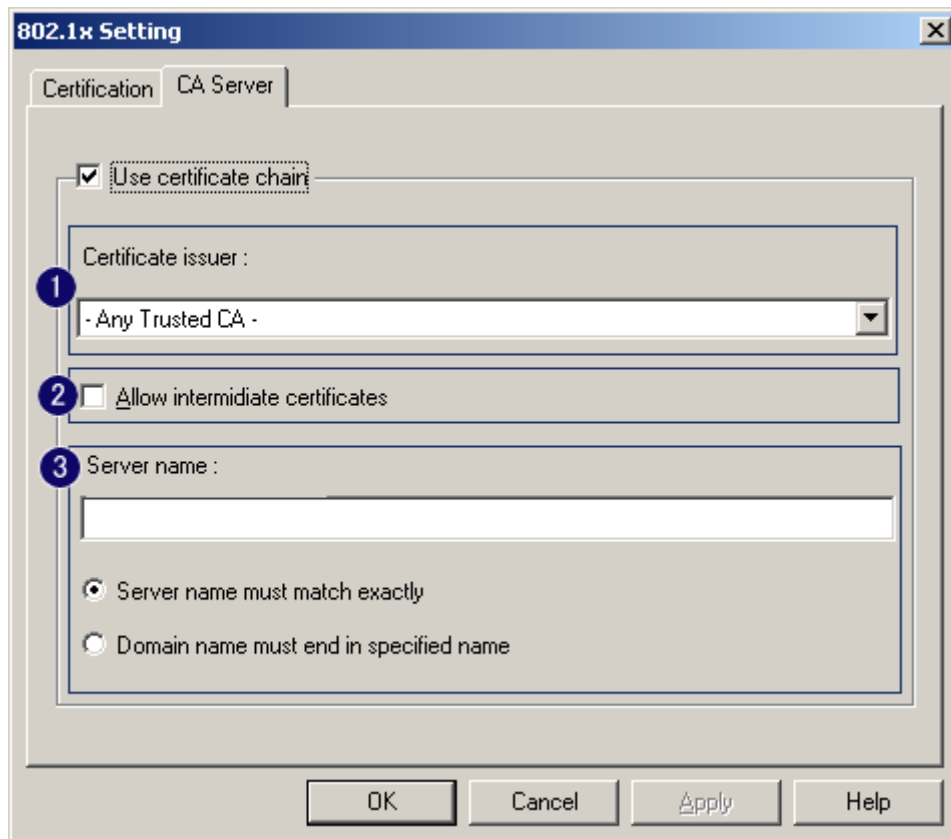 802.1x Setting
Certification
CA Server
Use certificate chain
1
Certificate issuer :
- Any Trusted CA -
2
Allow intermidiate certificates
3
Server name :
Server name must match exactly
Domain name must end in specified name
OK
Cancel
Apply
Help